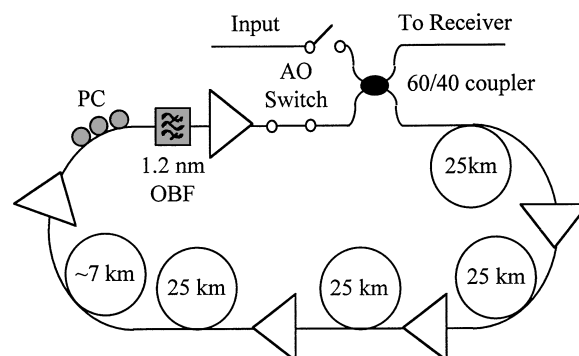 Input
To Receiver
AO
Switch
60/40 coupler
PC
1.2 nm
OBF
25km
~7 km
25 km
25 km
25 km